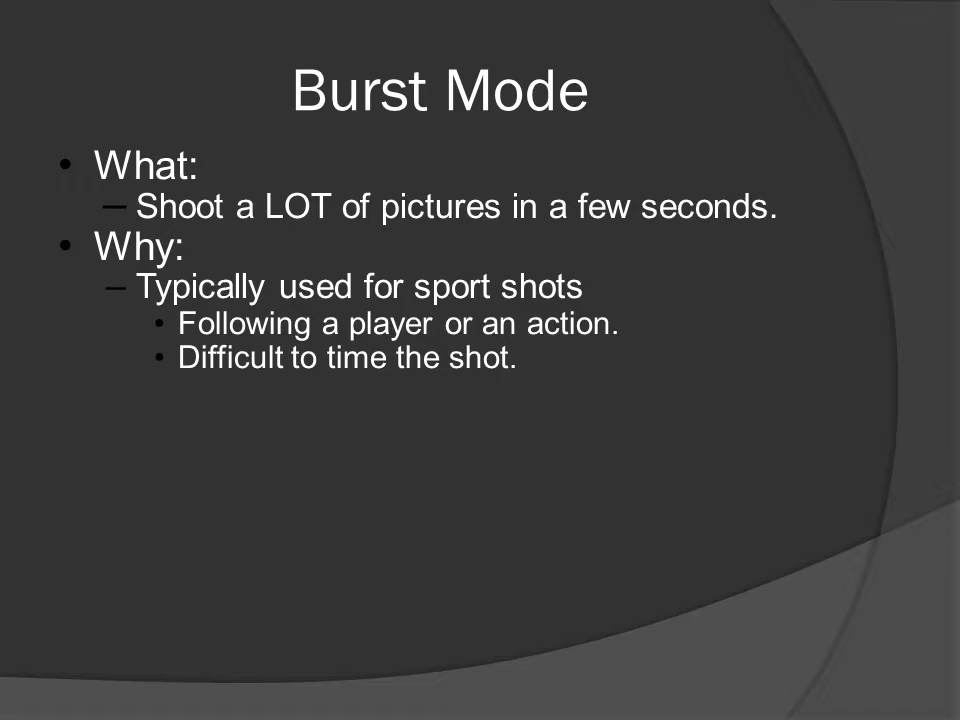 Burst Mode
• What:
– Shoot a LOT of pictures in a few seconds.
• Why:
– Typically used for sport shots
• Following a player or an action.
• Difficult to time the shot.